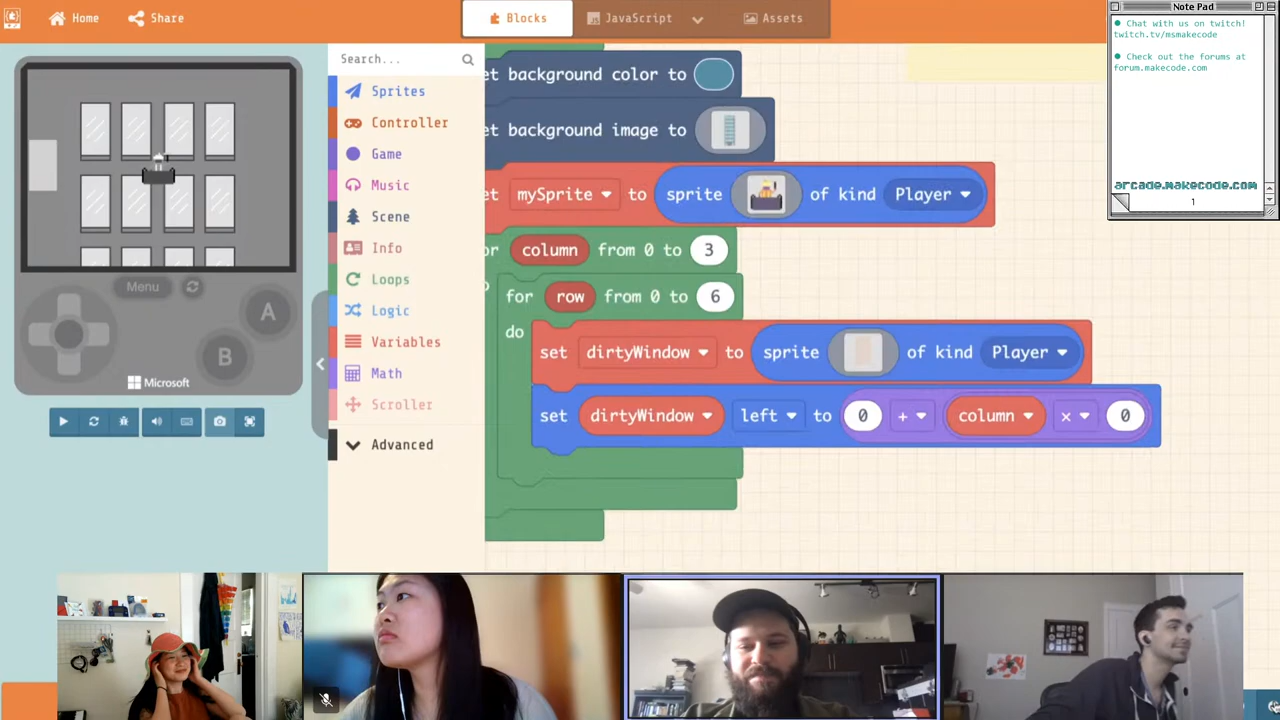 Home
Share
Blocks
JavaScript
Assets
Note Pad
Chat with us on twitch!
twitch.tv/msmakecode
Check out the forums at
forum.makecode.com
arcade.makecode.com
1
Menu
A
B
Microsoft
Search...
Sprites
Controller
Game
Music
Scene
Info
Loops
Logic
Variables
Math
Scroller
Advanced
et background color to
et background image to
et mySprite to sprite of kind Player
or column from 0 to 3
for row from 0 to 6
do
set dirtyWindow to sprite of kind Player
set dirtyWindow left to 0 + column × 0